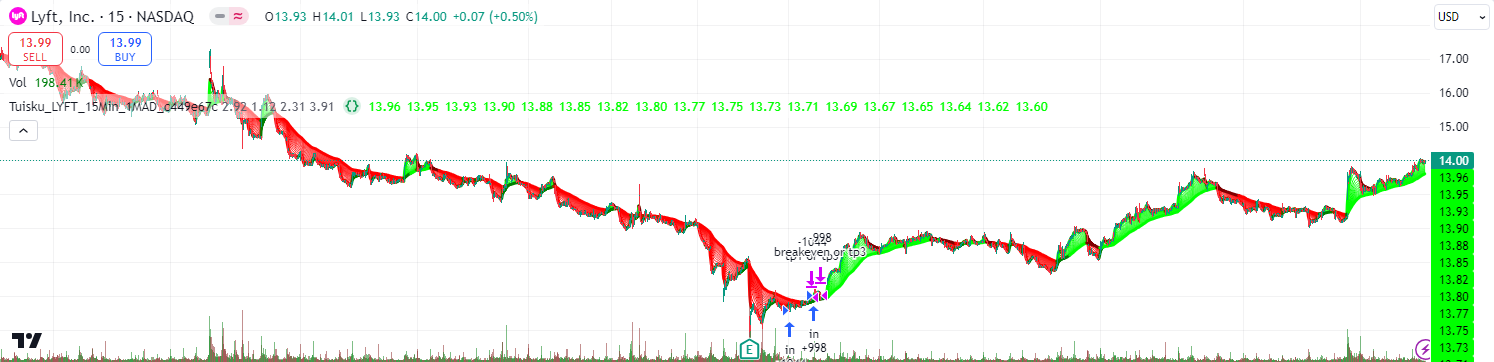 lyft Lyft, Inc. · 15 · NASDAQ O13.93 H14.01 L13.93 C14.00 +0.07 (+0.50%)
USD
13.99 SELL 0.00 13.99 BUY
Vol 198.41 K
Tuisku_LYFT_15Min_1MAD_c449e67c 2.92 1.12 2.31 3.91 {} 13.96 13.95 13.93 13.90 13.88 13.85 13.82 13.80 13.77 13.75 13.73 13.71 13.69 13.67 13.65 13.64 13.62 13.60
17.00
16.00
15.00
14.00
13.96
13.95
13.93
13.90
13.88
13.85
13.82
13.80
13.77
13.75
13.73
-998
breakeven or tp3
in
+998
in
E